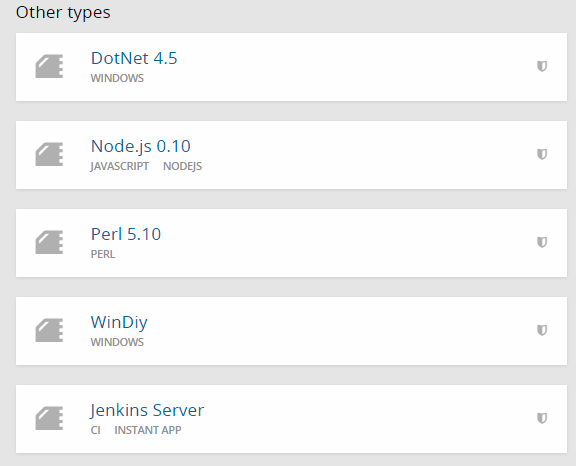 Other types
DotNet 4.5
WINDOWS
Node.js 0.10
JAVASCRIPT NODEJS
Perl 5.10
PERL
WinDiy
WINDOWS
Jenkins Server
CI INSTANT APP